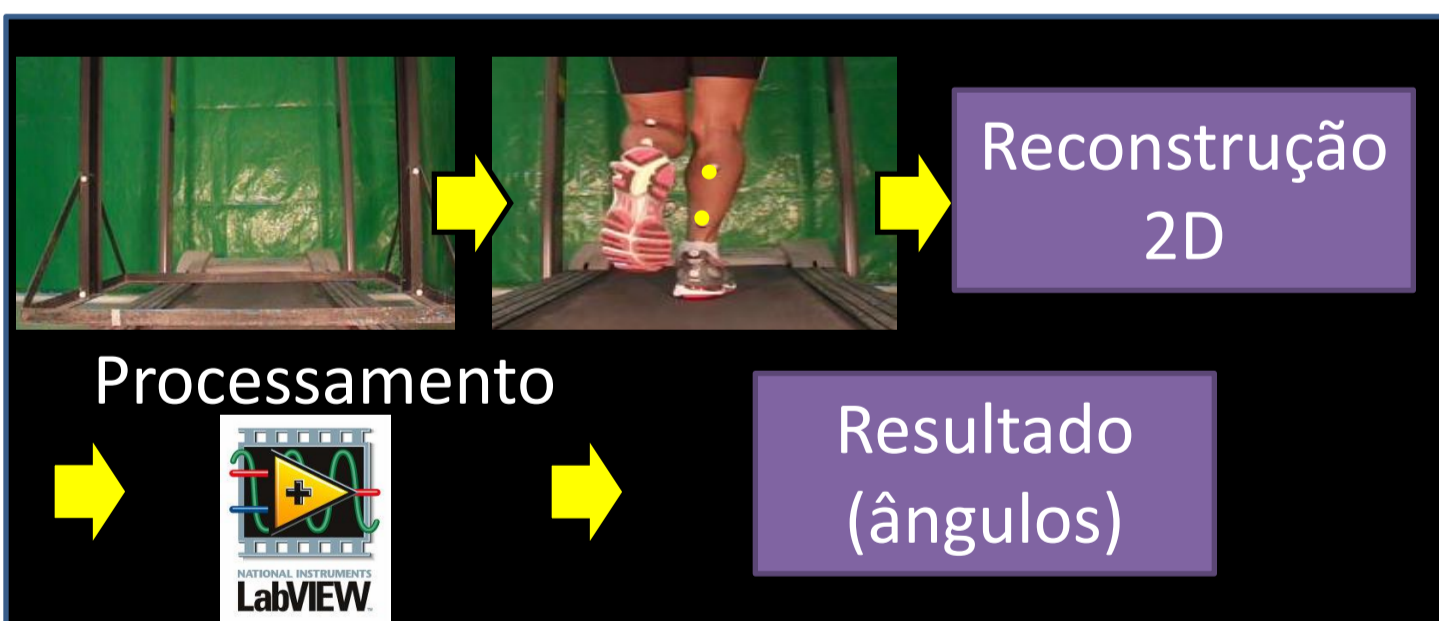 Reconstrução
2D
Processamento
NATIONAL INSTRUMENTS
LabVIEW
Resultado
(ângulos)